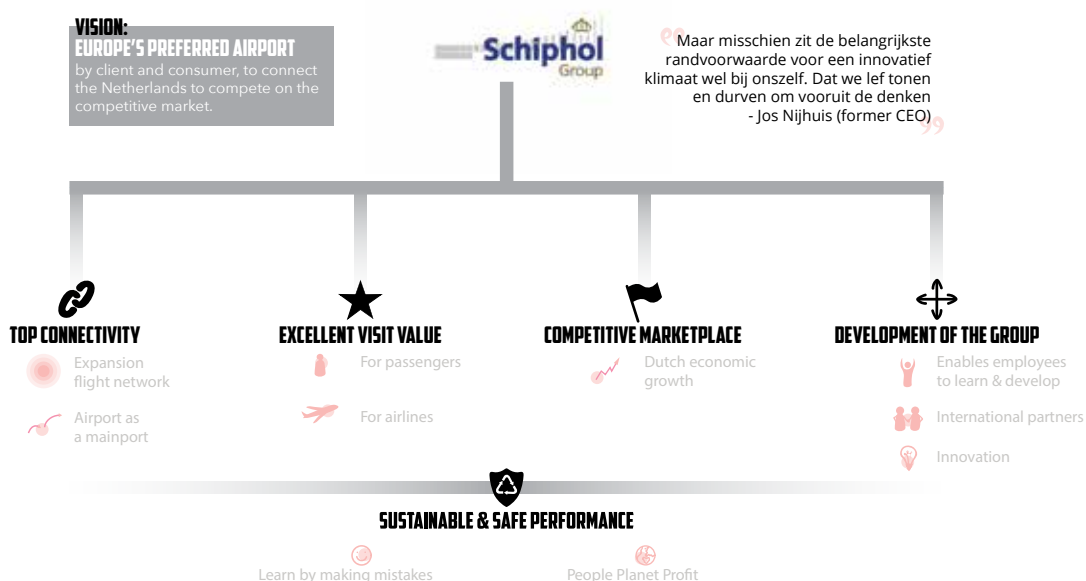 VISION:
EUROPE'S PREFERRED AIRPORT
by client and consumer, to connect
the Netherlands to compete on the
competitive market.
Schiphol
Group
Maar misschien zit de belangrijkste
randvoorwaarde voor een innovatief
klimaat wel bij onszelf. Dat we lef tonen
en durven om vooruit de denken
- Jos Nijhuis (former CEO)
TOP CONNECTIVITY
Expansion
flight network
Airport as
a mainport
EXCELLENT VISIT VALUE
For passengers
For airlines
COMPETITIVE MARKETPLACE
Dutch economic
growth
DEVELOPMENT OF THE GROUP
Enables employees
to learn & develop
International partners
Innovation
SUSTAINABLE & SAFE PERFORMANCE
Learn by making mistakes
People Planet Profit